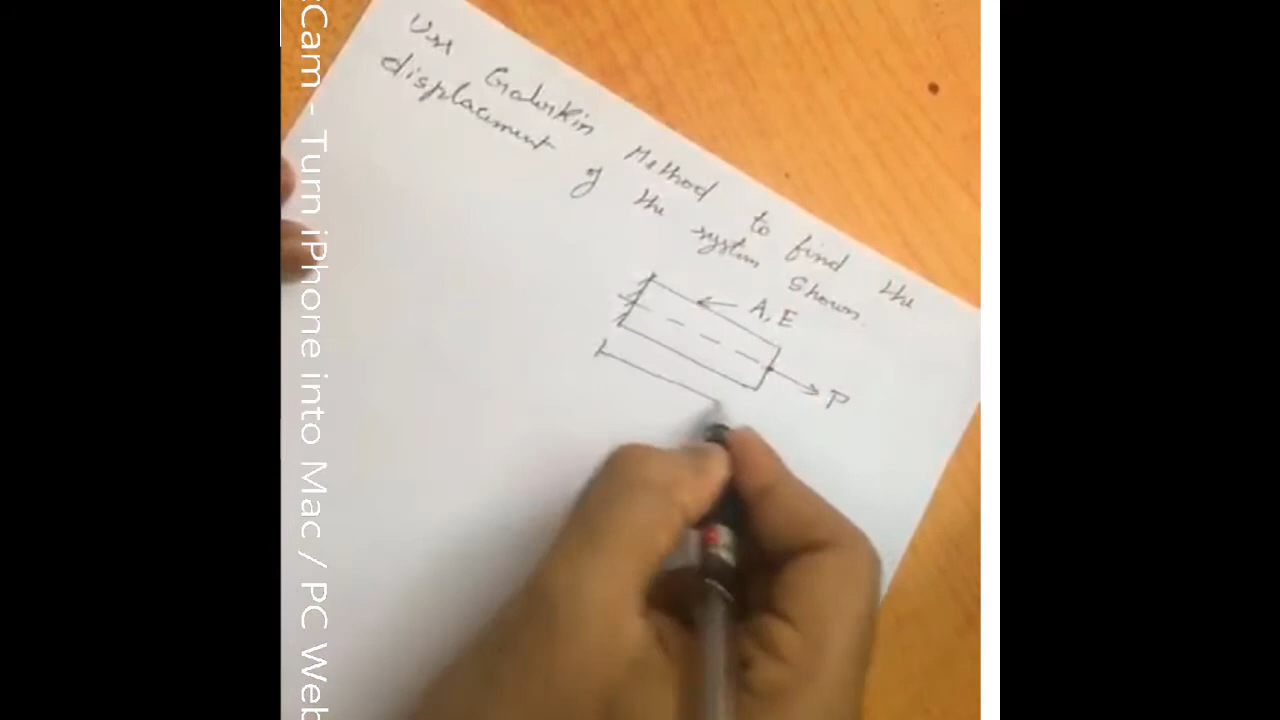 Use Galerkin Method to find the
displacement of the system shown.
A, E
P
Cam - Turn iPhone into Mac / PC Web